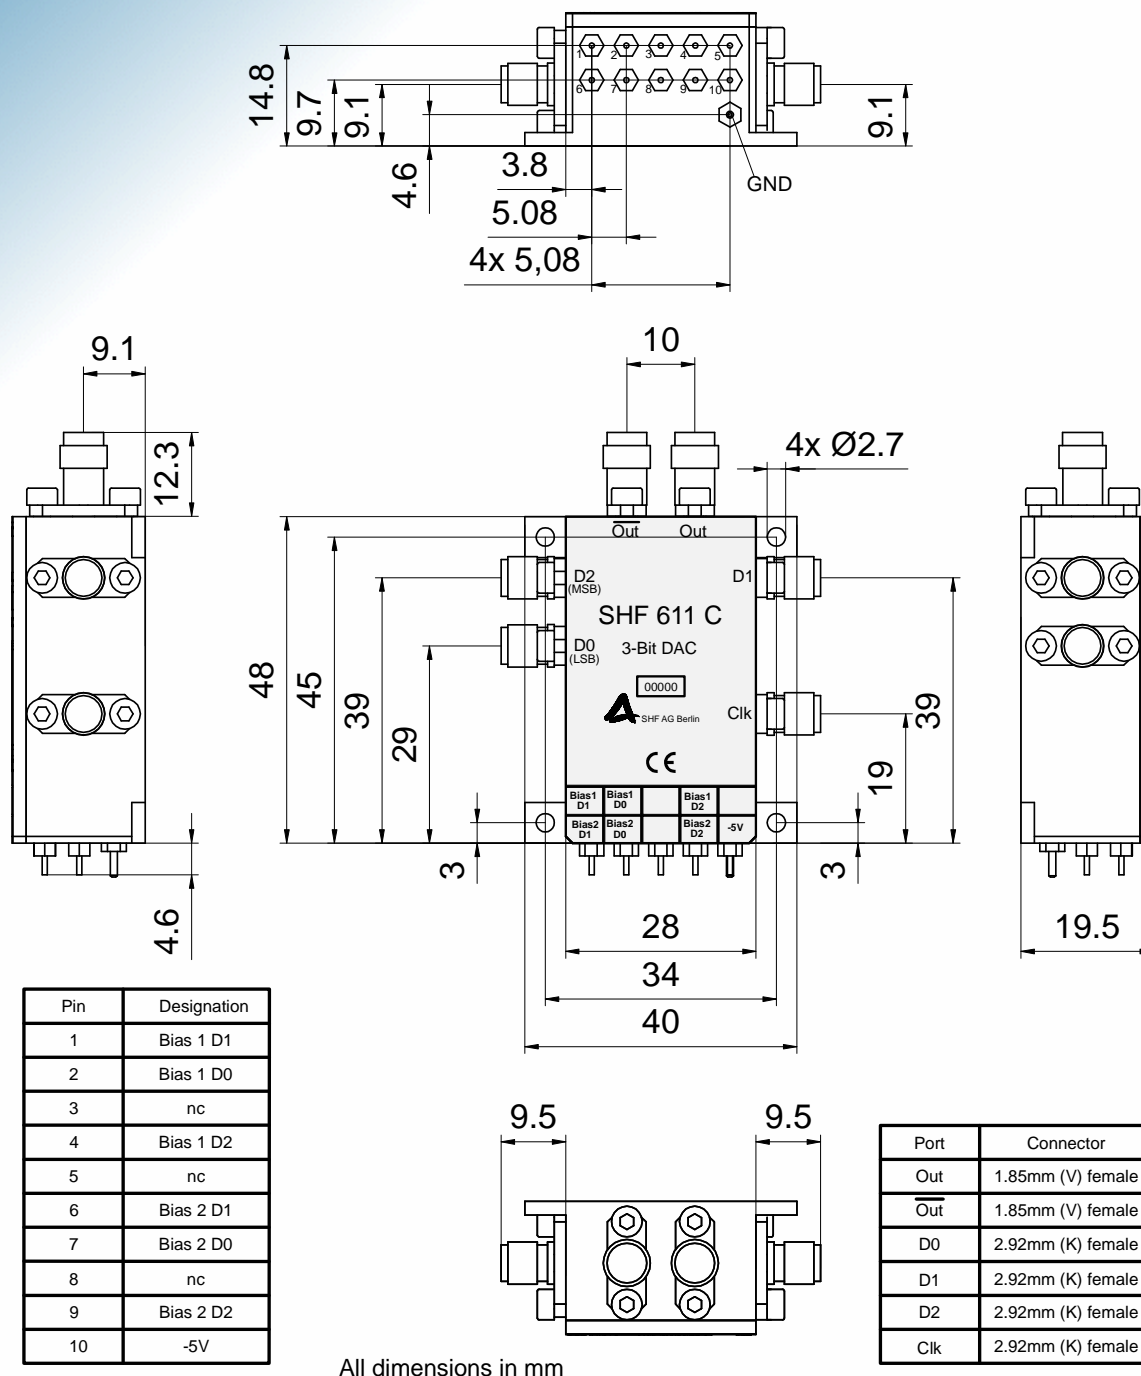 1 2 3 4 5
6 7 8 9 10
14.8
9.7
9.1
4.6
9.1
GND
3.8
5.08
4x 5,08
9.1
12.3
4.6
10
4x Ø2.7
Out Out
D2
(MSB)
D1
SHF 611 C
D0
(LSB)
3-Bit DAC
00000
SHF AG Berlin
Clk
CE
Bias1 D1
Bias1 D0
Bias1 D2
Bias2 D1
Bias2 D0
Bias2 D2
-5V
48
45
39
29
3
39
19
3
28
34
40
19.5
Pin Designation
1 Bias 1 D1
2 Bias 1 D0
3 nc
4 Bias 1 D2
5 nc
6 Bias 2 D1
7 Bias 2 D0
8 nc
9 Bias 2 D2
10 -5V
9.5
9.5
Port Connector
Out 1.85mm (V) female
Out 1.85mm (V) female
D0 2.92mm (K) female
D1 2.92mm (K) female
D2 2.92mm (K) female
Clk 2.92mm (K) female
All dimensions in mm